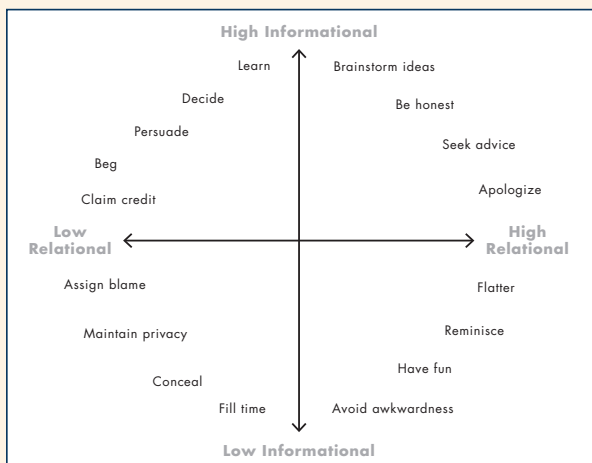 High Informational
Learn
Brainstorm ideas
Decide
Be honest
Persuade
Seek advice
Beg
Apologize
Claim credit
Low
Relational
High
Relational
Assign blame
Flatter
Maintain privacy
Reminisce
Have fun
Conceal
Fill time
Avoid awkwardness
Low Informational